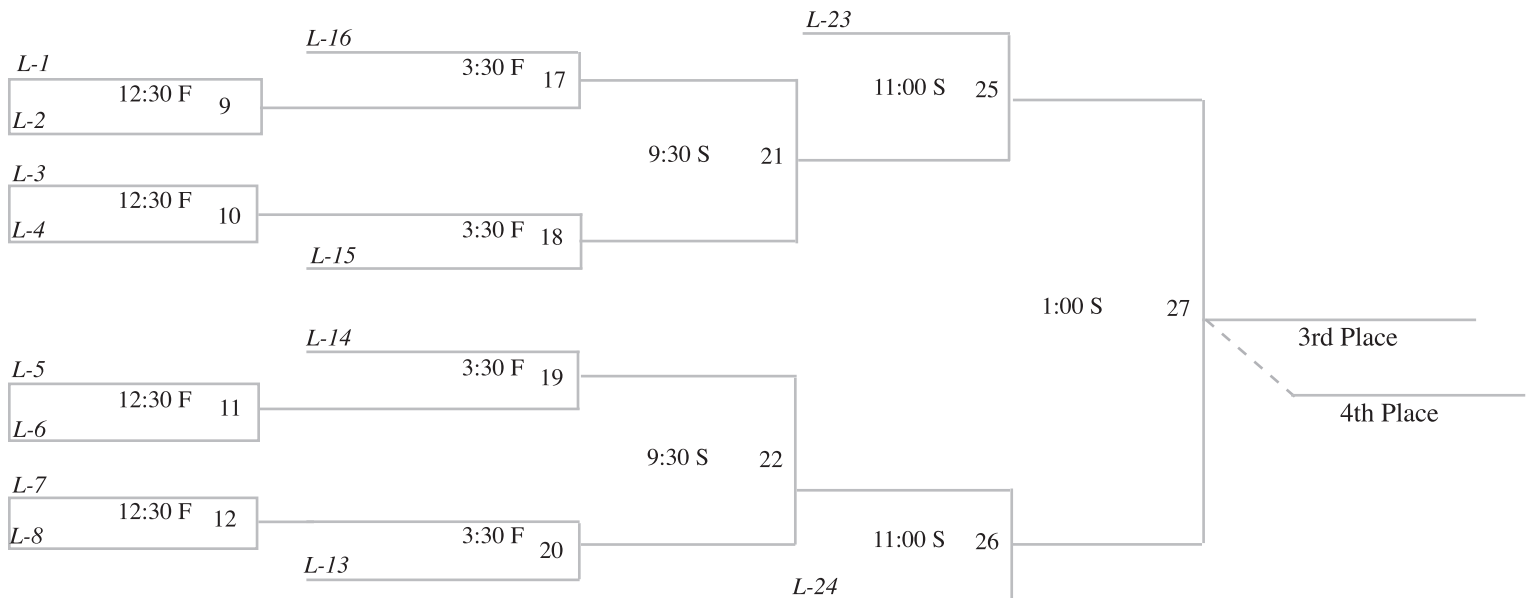 L-23
L-16
L-1
3:30 F 17
12:30 F 9
11:00 S 25
L-2
9:30 S 21
L-3
12:30 F 10
L-4
3:30 F 18
L-15
1:00 S 27
3rd Place
L-14
L-5
3:30 F 19
12:30 F 11
4th Place
L-6
9:30 S 22
L-7
12:30 F 12
L-8
3:30 F 20
11:00 S 26
L-13
L-24